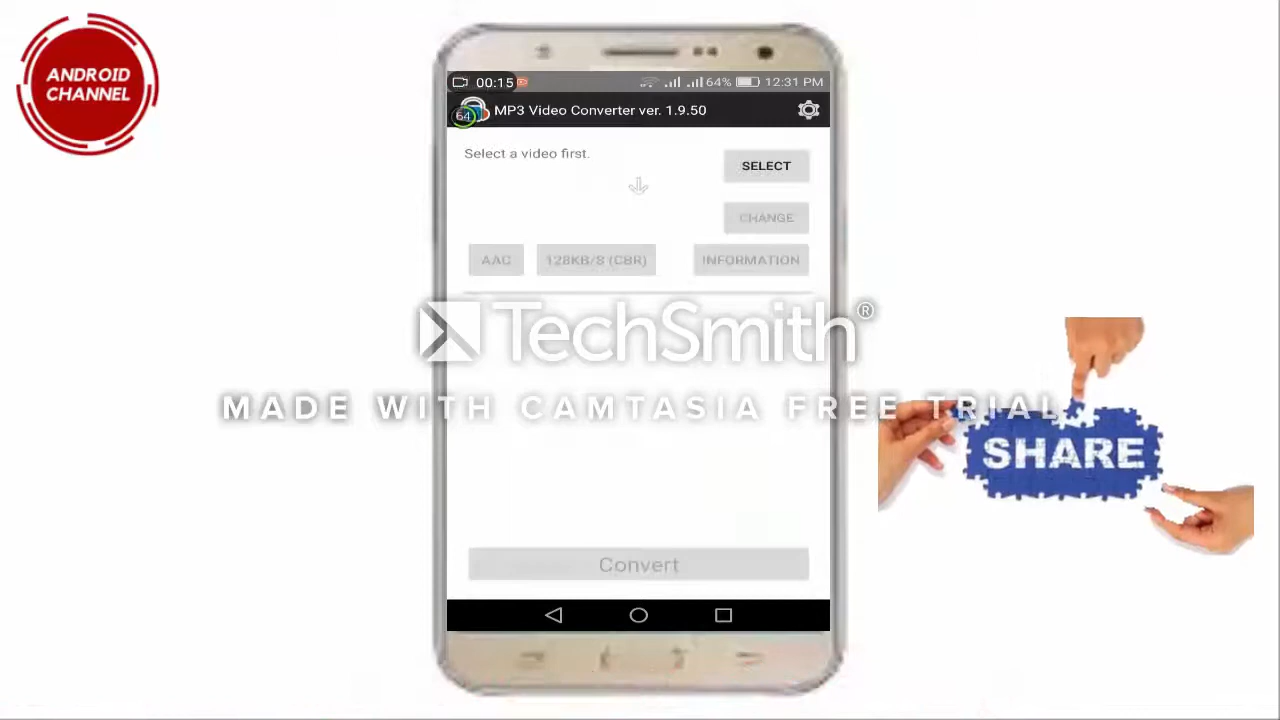 ANDROID
CHANNEL
00:15
64% 12:31 PM
64
MP3 Video Converter ver. 1.9.50
Select a video first.
SELECT
CHANGE
AAC
128KB/S (CBR)
INFORMATION
TechSmith®
MADE WITH CAMTASIA FREE TRIAL
SHARE
Convert